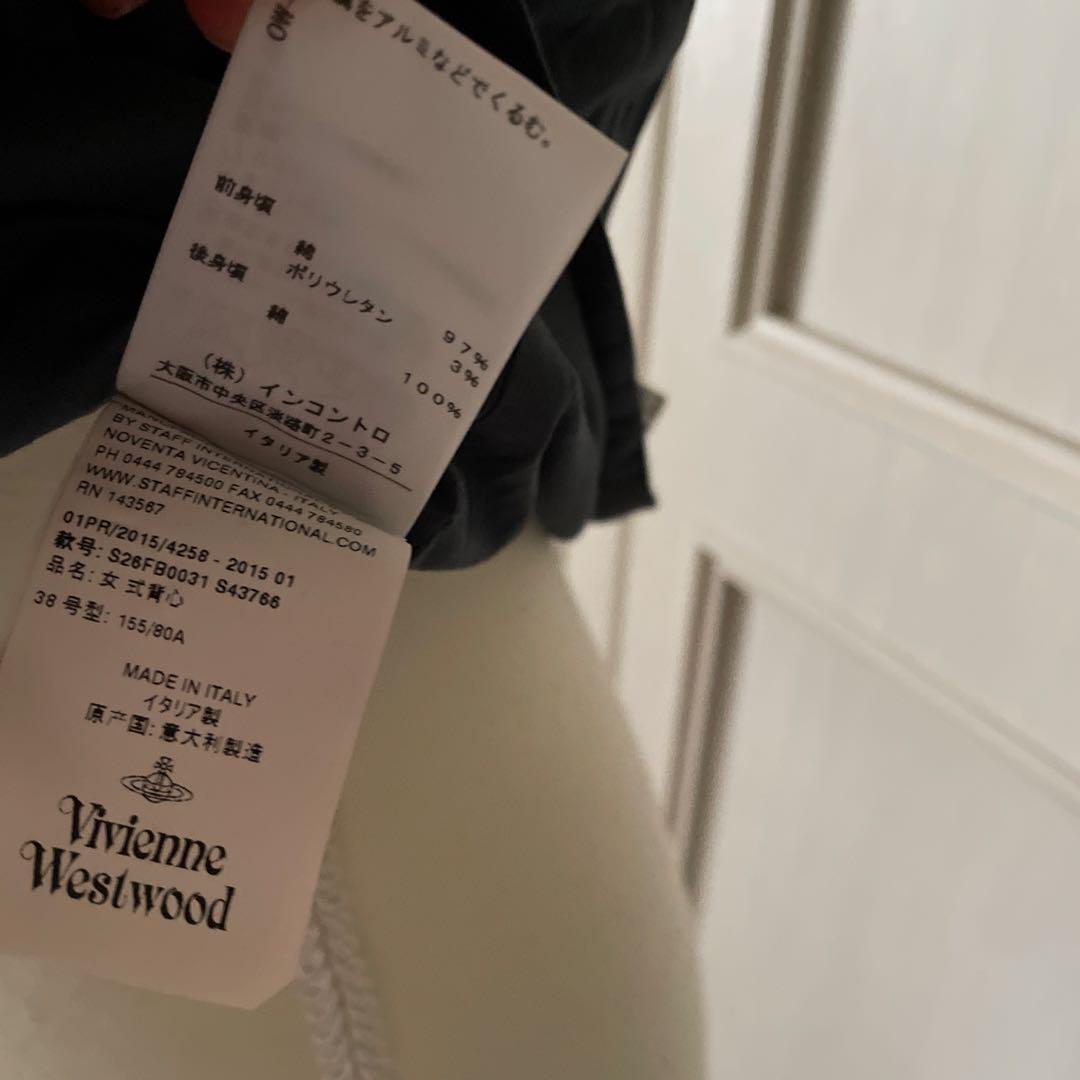 をアルミなどでくるむ。
前身頃
綿 97%
ポリウレタン 3%
後身頃
綿 100%
(株) インコントロ
大阪市中央区淡路町2-3-5
イタリア製
BY STAFF
NOVENTA VICENTINA - ITALY
PH 0444 784500 FAX 0444 784580
WWW.STAFFINTERNATIONAL.COM
RN 143567
01PR/2015/4258 - 2015 01
款号: S26FB0031 S43766
品名: 女 式背心
38 号型: 155/80A
MADE IN ITALY
イタリア製
原产国: 意大利製造
Vivienne
Westwood